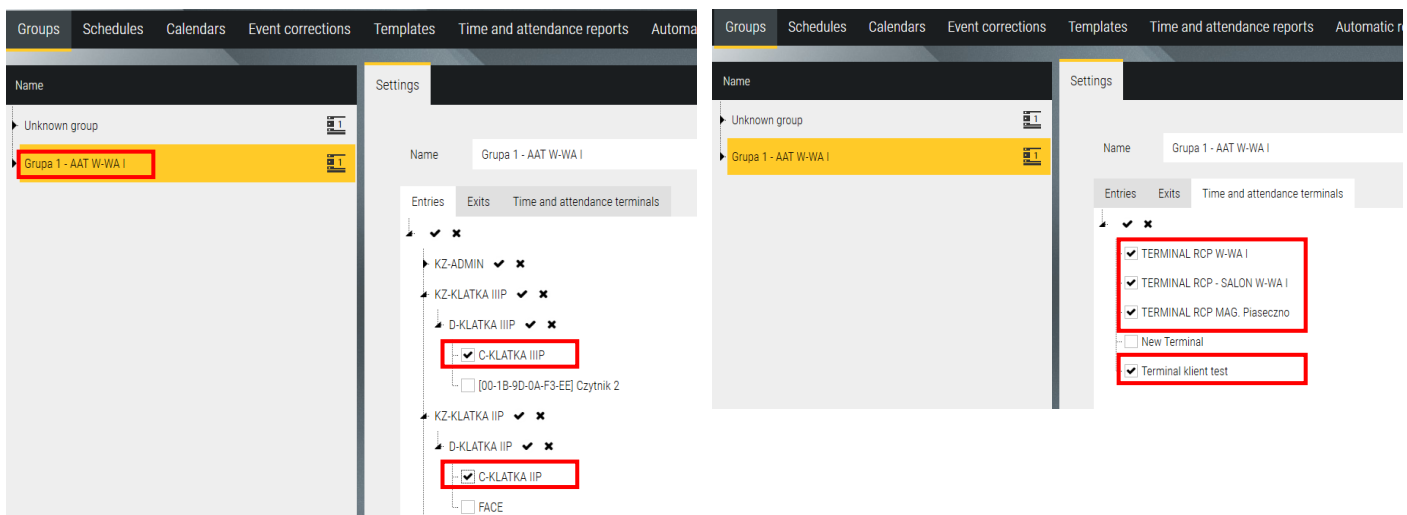 Groups Schedules Calendars Event corrections Templates Time and attendance reports Automa
Name
Settings
Unknown group 1
Grupa 1 - AAT W-WA I 1
Name Grupa 1 - AAT W-WA I
Entries Exits Time and attendance terminals
KZ-ADMIN
KZ-KLATKA IIIP
D-KLATKA IIIP
C-KLATKA IIIP
[00-1B-9D-0A-F3-EE] Czytnik 2
KZ-KLATKA IIP
D-KLATKA IIP
C-KLATKA IIP
FACE
Groups Schedules Calendars Event corrections Templates Time and attendance reports Automatic r
Name
Settings
Unknown group 1
Grupa 1 - AAT W-WA I 1
Name Grupa 1 - AAT W-WA I
Entries Exits Time and attendance terminals
TERMINAL RCP W-WA I
TERMINAL RCP - SALON W-WA I
TERMINAL RCP MAG. Piaseczno
New Terminal
Terminal klient test